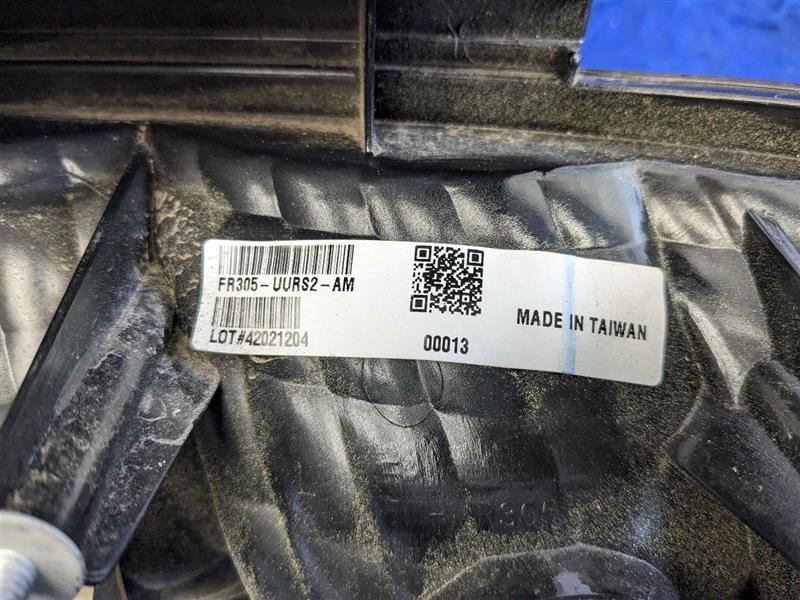 FR305-UURS2-AM
LOT#42021204
00013
MADE IN TAIWAN